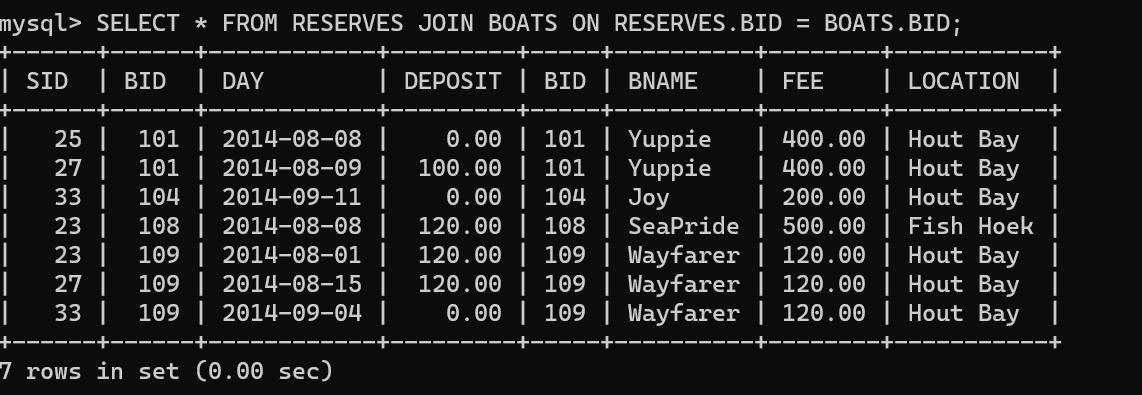 mysql> SELECT * FROM RESERVES JOIN BOATS ON RESERVES.BID = BOATS.BID;
+------+------+------------+---------+-----+----------+--------+-----------+
| SID  | BID  | DAY        | DEPOSIT | BID | BNAME    | FEE    | LOCATION  |
+------+------+------------+---------+-----+----------+--------+-----------+
|   25 |  101 | 2014-08-08 |    0.00 | 101 | Yuppie   | 400.00 | Hout Bay  |
|   27 |  101 | 2014-08-09 |  100.00 | 101 | Yuppie   | 400.00 | Hout Bay  |
|   33 |  104 | 2014-09-11 |    0.00 | 104 | Joy      | 200.00 | Hout Bay  |
|   23 |  108 | 2014-08-08 |  120.00 | 108 | SeaPride | 500.00 | Fish Hoek |
|   23 |  109 | 2014-08-01 |  120.00 | 109 | Wayfarer | 120.00 | Hout Bay  |
|   27 |  109 | 2014-08-15 |  120.00 | 109 | Wayfarer | 120.00 | Hout Bay  |
|   33 |  109 | 2014-09-04 |    0.00 | 109 | Wayfarer | 120.00 | Hout Bay  |
+------+------+------------+---------+-----+----------+--------+-----------+
7 rows in set (0.00 sec)